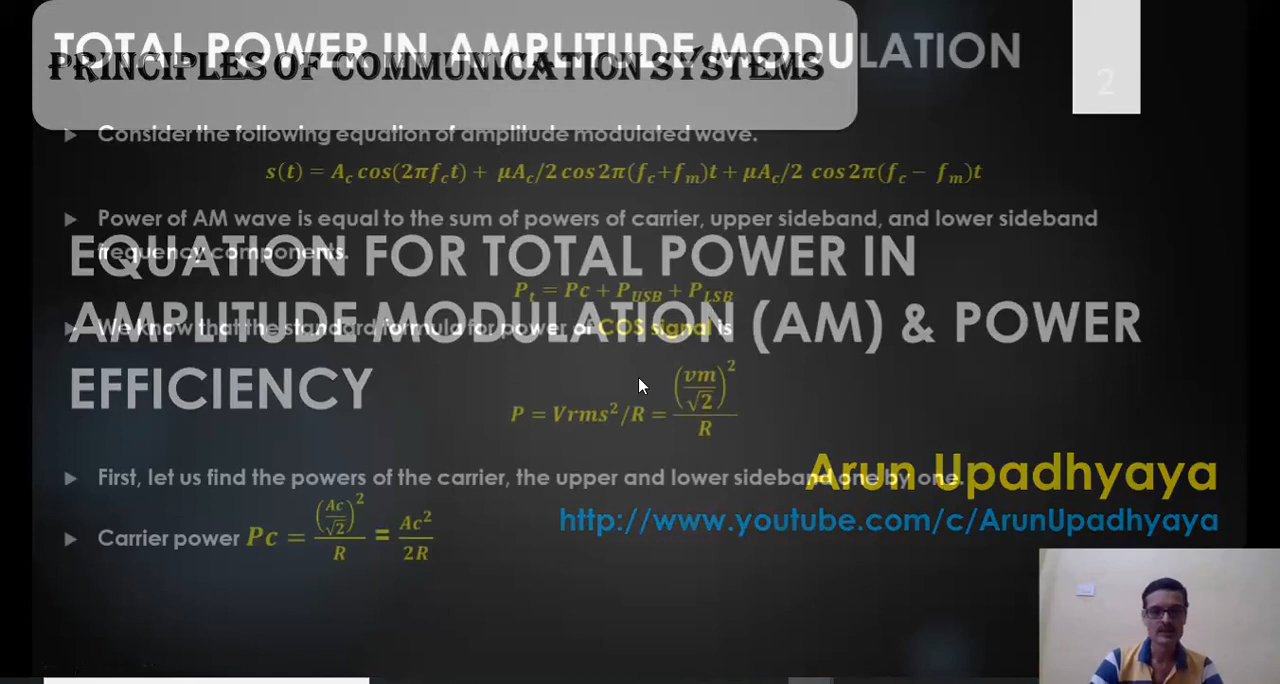 TOTAL POWER IN AMPLITUDE MODULATION
PRINCIPLES OF COMMUNICATION SYSTEMS
2
Consider the following equation of amplitude modulated wave.
s(t) = A_c cos(2πf_c t) + μA_c/2 cos 2π(f_c+f_m)t + μA_c/2 cos 2π(f_c − f_m)t
Power of AM wave is equal to the sum of powers of carrier, upper sideband, and lower sideband
frequency components.
EQUATION FOR TOTAL POWER IN
P_t = Pc + P_USB + P_LSB
AMPLITUDE MODULATION (AM) & POWER
We know that the standard formula for power of COS signal is
EFFICIENCY
P = Vrms²/R = (vm/√2)²/R
First, let us find the powers of the carrier, the upper and lower sideband one by one.
Arun Upadhyaya
http://www.youtube.com/c/ArunUpadhyaya
Carrier power Pc = (Ac/√2)²/R = Ac²/2R